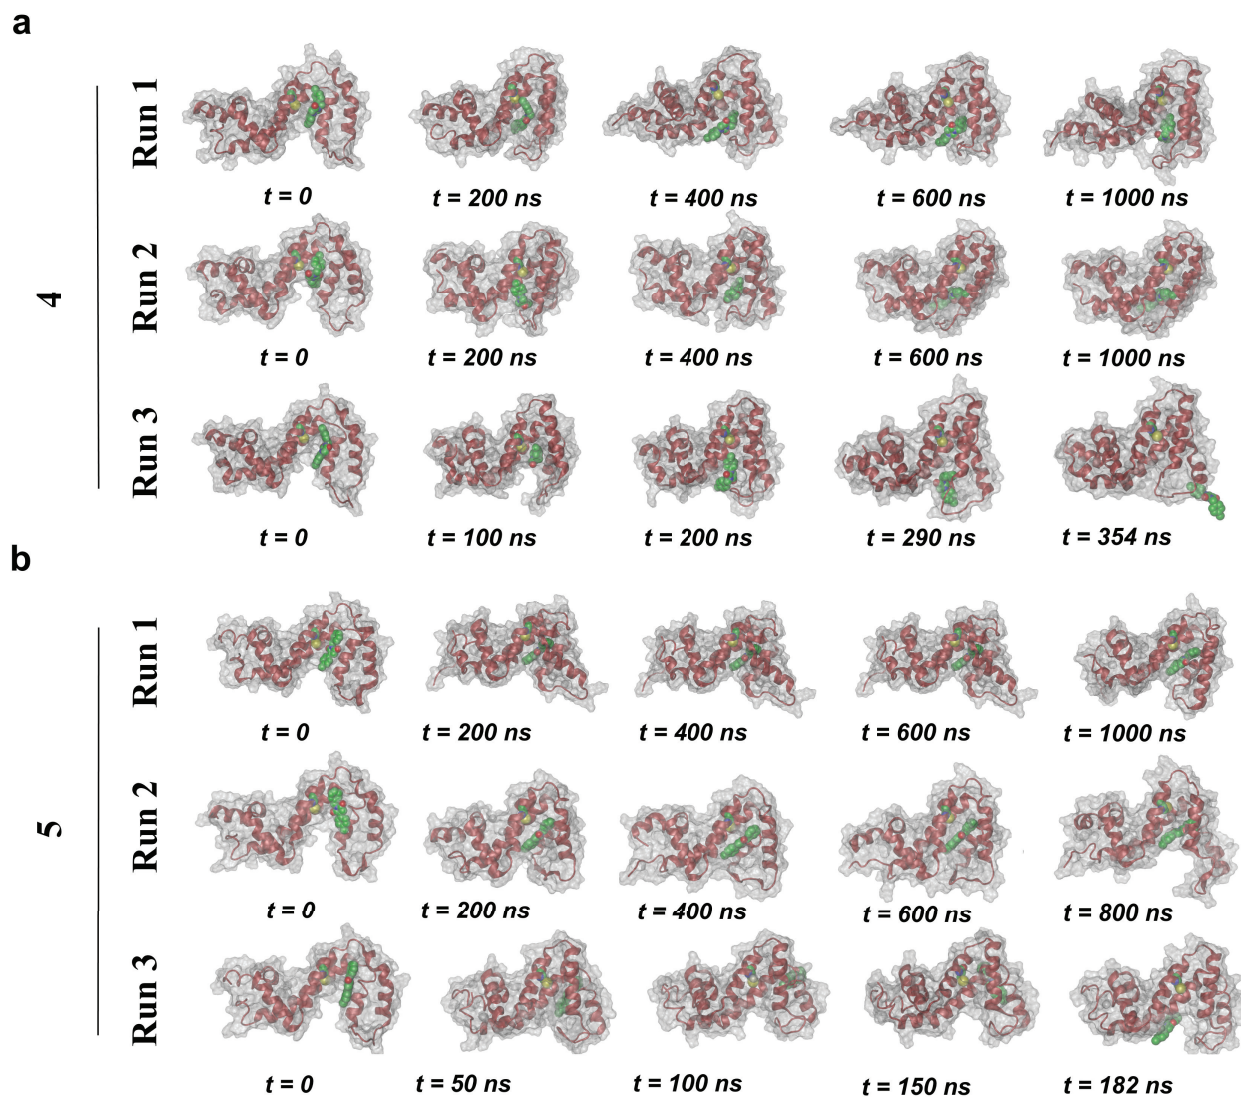 a
4
Run 1
t = 0
t = 200 ns
t = 400 ns
t = 600 ns
t = 1000 ns
Run 2
t = 0
t = 200 ns
t = 400 ns
t = 600 ns
t = 1000 ns
Run 3
t = 0
t = 100 ns
t = 200 ns
t = 290 ns
t = 354 ns
b
5
Run 1
t = 0
t = 200 ns
t = 400 ns
t = 600 ns
t = 1000 ns
Run 2
t = 0
t = 200 ns
t = 400 ns
t = 600 ns
t = 800 ns
Run 3
t = 0
t = 50 ns
t = 100 ns
t = 150 ns
t = 182 ns